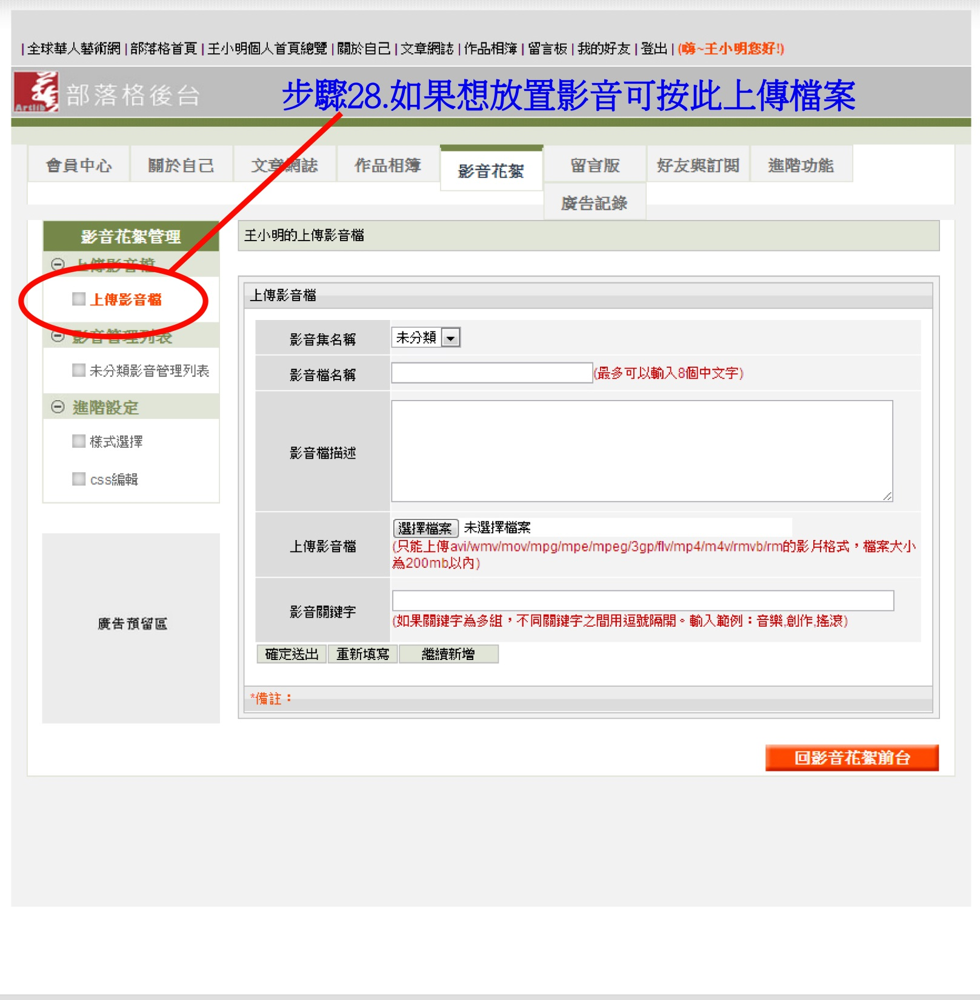 |全球華人藝術網|部落格首頁|王小明個人首頁總覽|關於自己|文章網誌|作品相簿|留言板|我的好友|登出|(嗨~王小明您好!)
Artlib 部落格後台
步驟28.如果想放置影音可按此上傳檔案
會員中心 關於自己 文章網誌 作品相簿 影音花絮 留言版 好友與訂閱 進階功能
廣告記錄
影音花絮管理
上傳影音檔
上傳影音檔
影音管理列表
未分類影音管理列表
進階設定
樣式選擇
css編輯
廣告預留區
王小明的上傳影音檔
上傳影音檔
影音集名稱 未分類
影音檔名稱 (最多可以輸入8個中文字)
影音檔描述
上傳影音檔 選擇檔案 未選擇檔案
(只能上傳avi/wmv/mov/mpg/mpe/mpeg/3gp/flv/mp4/m4v/rmvb/rm的影片格式，檔案大小
為200mb以內)
影音關鍵字
(如果關鍵字為多組，不同關鍵字之間用逗號隔開。輸入範例：音樂,創作,搖滾)
確定送出 重新填寫 繼續新增
*備註：
回影音花絮前台